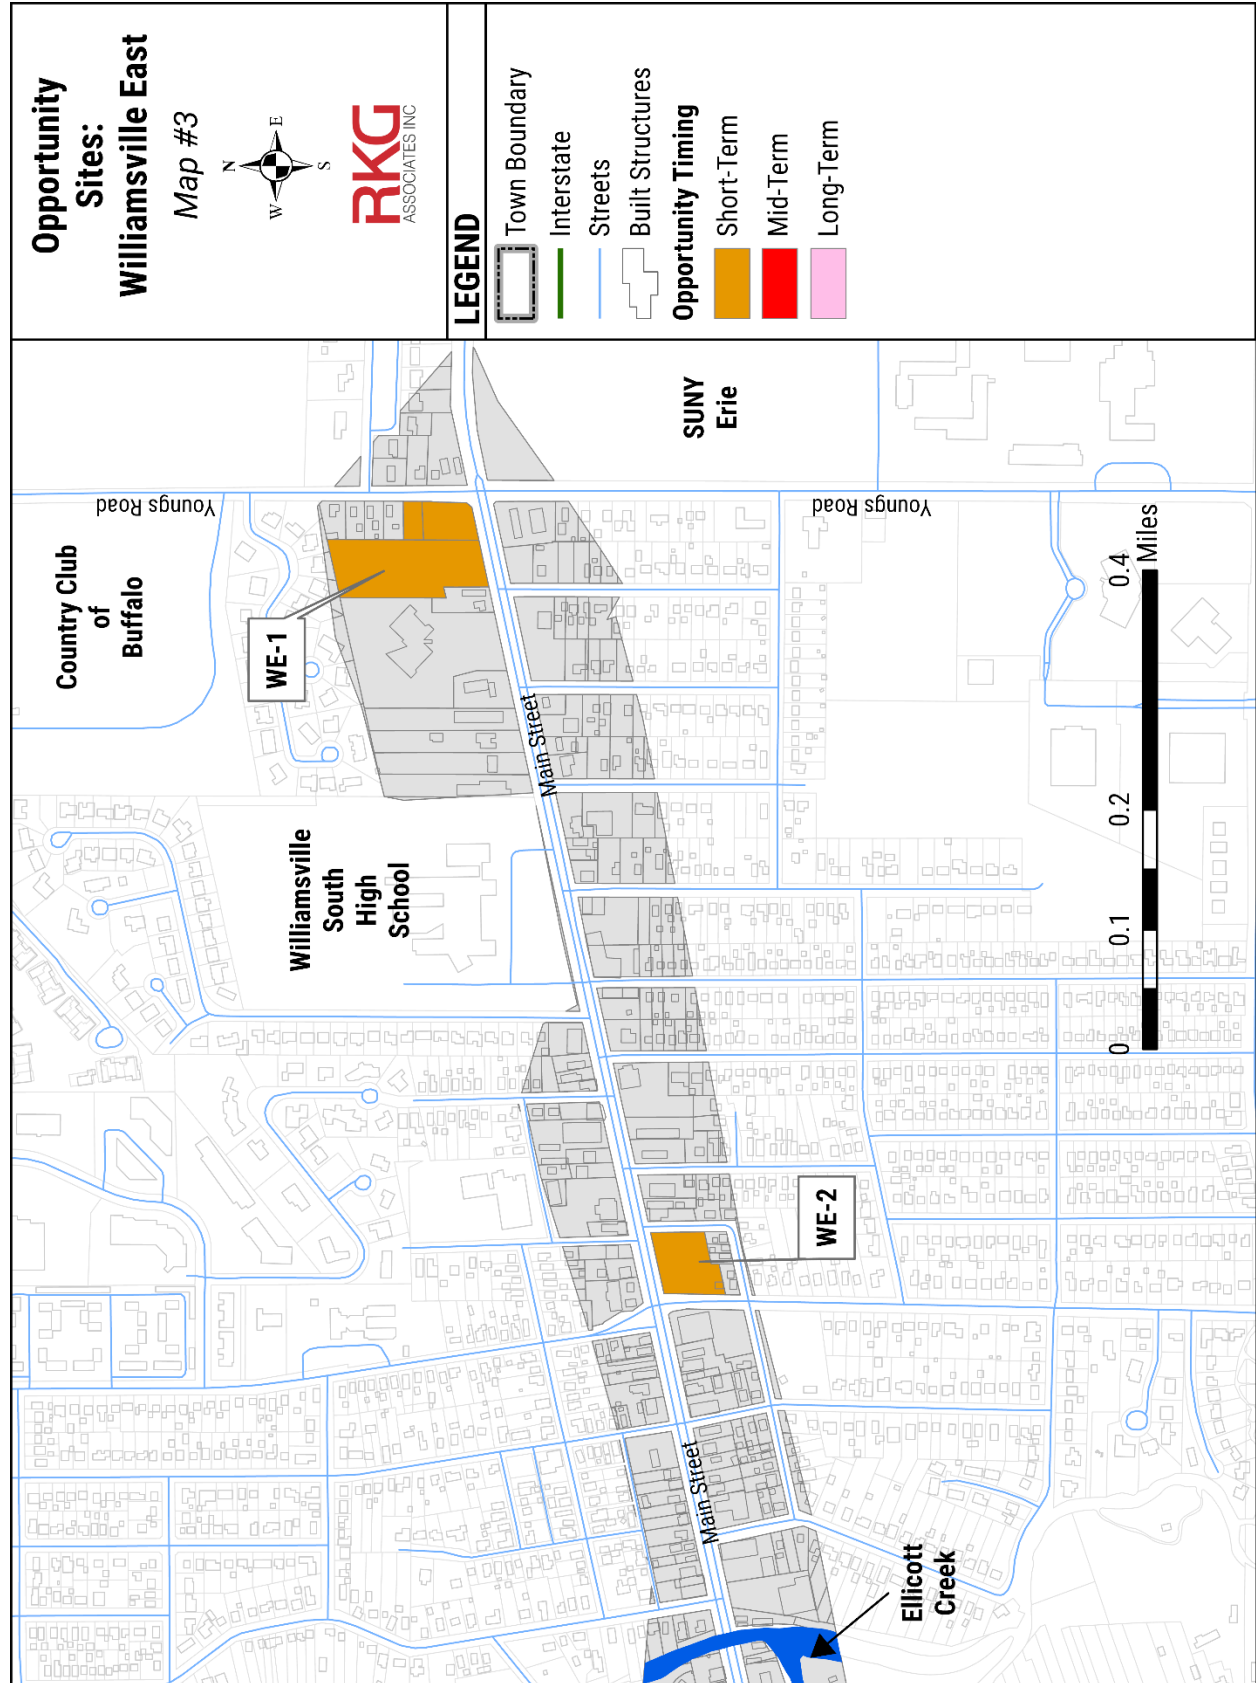 Opportunity
Sites:
Williamsville East
Map #3
N
W
E
S
RKG
ASSOCIATES INC
LEGEND
Town Boundary
Interstate
Streets
Built Structures
Opportunity Timing
Short-Term
Mid-Term
Long-Term
Country Club
of
Buffalo
Youngs Road
WE-1
SUNY
Erie
Williamsville
South
High
School
Main Street
Youngs Road
WE-2
Main Street
Ellicott
Creek
0
0.1
0.2
0.4
Miles